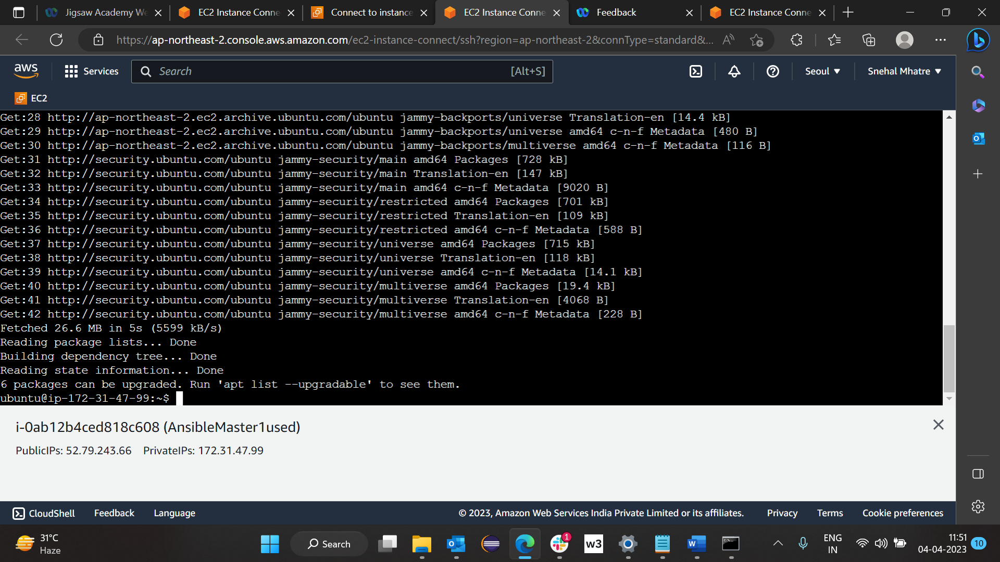 Jigsaw Academy We
EC2 Instance Conne
Connect to instance
EC2 Instance Conne
Feedback
EC2 Instance Conne
https://ap-northeast-2.console.aws.amazon.com/ec2-instance-connect/ssh?region=ap-northeast-2&connType=standard&...
aws
Services
Search
[Alt+S]
Seoul
Snehal Mhatre
EC2
Get:28 http://ap-northeast-2.ec2.archive.ubuntu.com/ubuntu jammy-backports/universe Translation-en [14.4 kB]
Get:29 http://ap-northeast-2.ec2.archive.ubuntu.com/ubuntu jammy-backports/universe amd64 c-n-f Metadata [480 B]
Get:30 http://ap-northeast-2.ec2.archive.ubuntu.com/ubuntu jammy-backports/multiverse amd64 c-n-f Metadata [116 B]
Get:31 http://security.ubuntu.com/ubuntu jammy-security/main amd64 Packages [728 kB]
Get:32 http://security.ubuntu.com/ubuntu jammy-security/main Translation-en [147 kB]
Get:33 http://security.ubuntu.com/ubuntu jammy-security/main amd64 c-n-f Metadata [9020 B]
Get:34 http://security.ubuntu.com/ubuntu jammy-security/restricted amd64 Packages [701 kB]
Get:35 http://security.ubuntu.com/ubuntu jammy-security/restricted Translation-en [109 kB]
Get:36 http://security.ubuntu.com/ubuntu jammy-security/restricted amd64 c-n-f Metadata [588 B]
Get:37 http://security.ubuntu.com/ubuntu jammy-security/universe amd64 Packages [715 kB]
Get:38 http://security.ubuntu.com/ubuntu jammy-security/universe Translation-en [118 kB]
Get:39 http://security.ubuntu.com/ubuntu jammy-security/universe amd64 c-n-f Metadata [14.1 kB]
Get:40 http://security.ubuntu.com/ubuntu jammy-security/multiverse amd64 Packages [19.4 kB]
Get:41 http://security.ubuntu.com/ubuntu jammy-security/multiverse Translation-en [4068 B]
Get:42 http://security.ubuntu.com/ubuntu jammy-security/multiverse amd64 c-n-f Metadata [228 B]
Fetched 26.6 MB in 5s (5599 kB/s)
Reading package lists... Done
Building dependency tree... Done
Reading state information... Done
6 packages can be upgraded. Run 'apt list --upgradable' to see them.
ubuntu@ip-172-31-47-99:~$
i-0ab12b4ced818c608 (AnsibleMaster1used)
PublicIPs: 52.79.243.66 PrivateIPs: 172.31.47.99
CloudShell
Feedback
Language
© 2023, Amazon Web Services India Private Limited or its affiliates.
Privacy
Terms
Cookie preferences
31°C
Haze
Search
1
w3
ENG
IN
11:51
04-04-2023
10